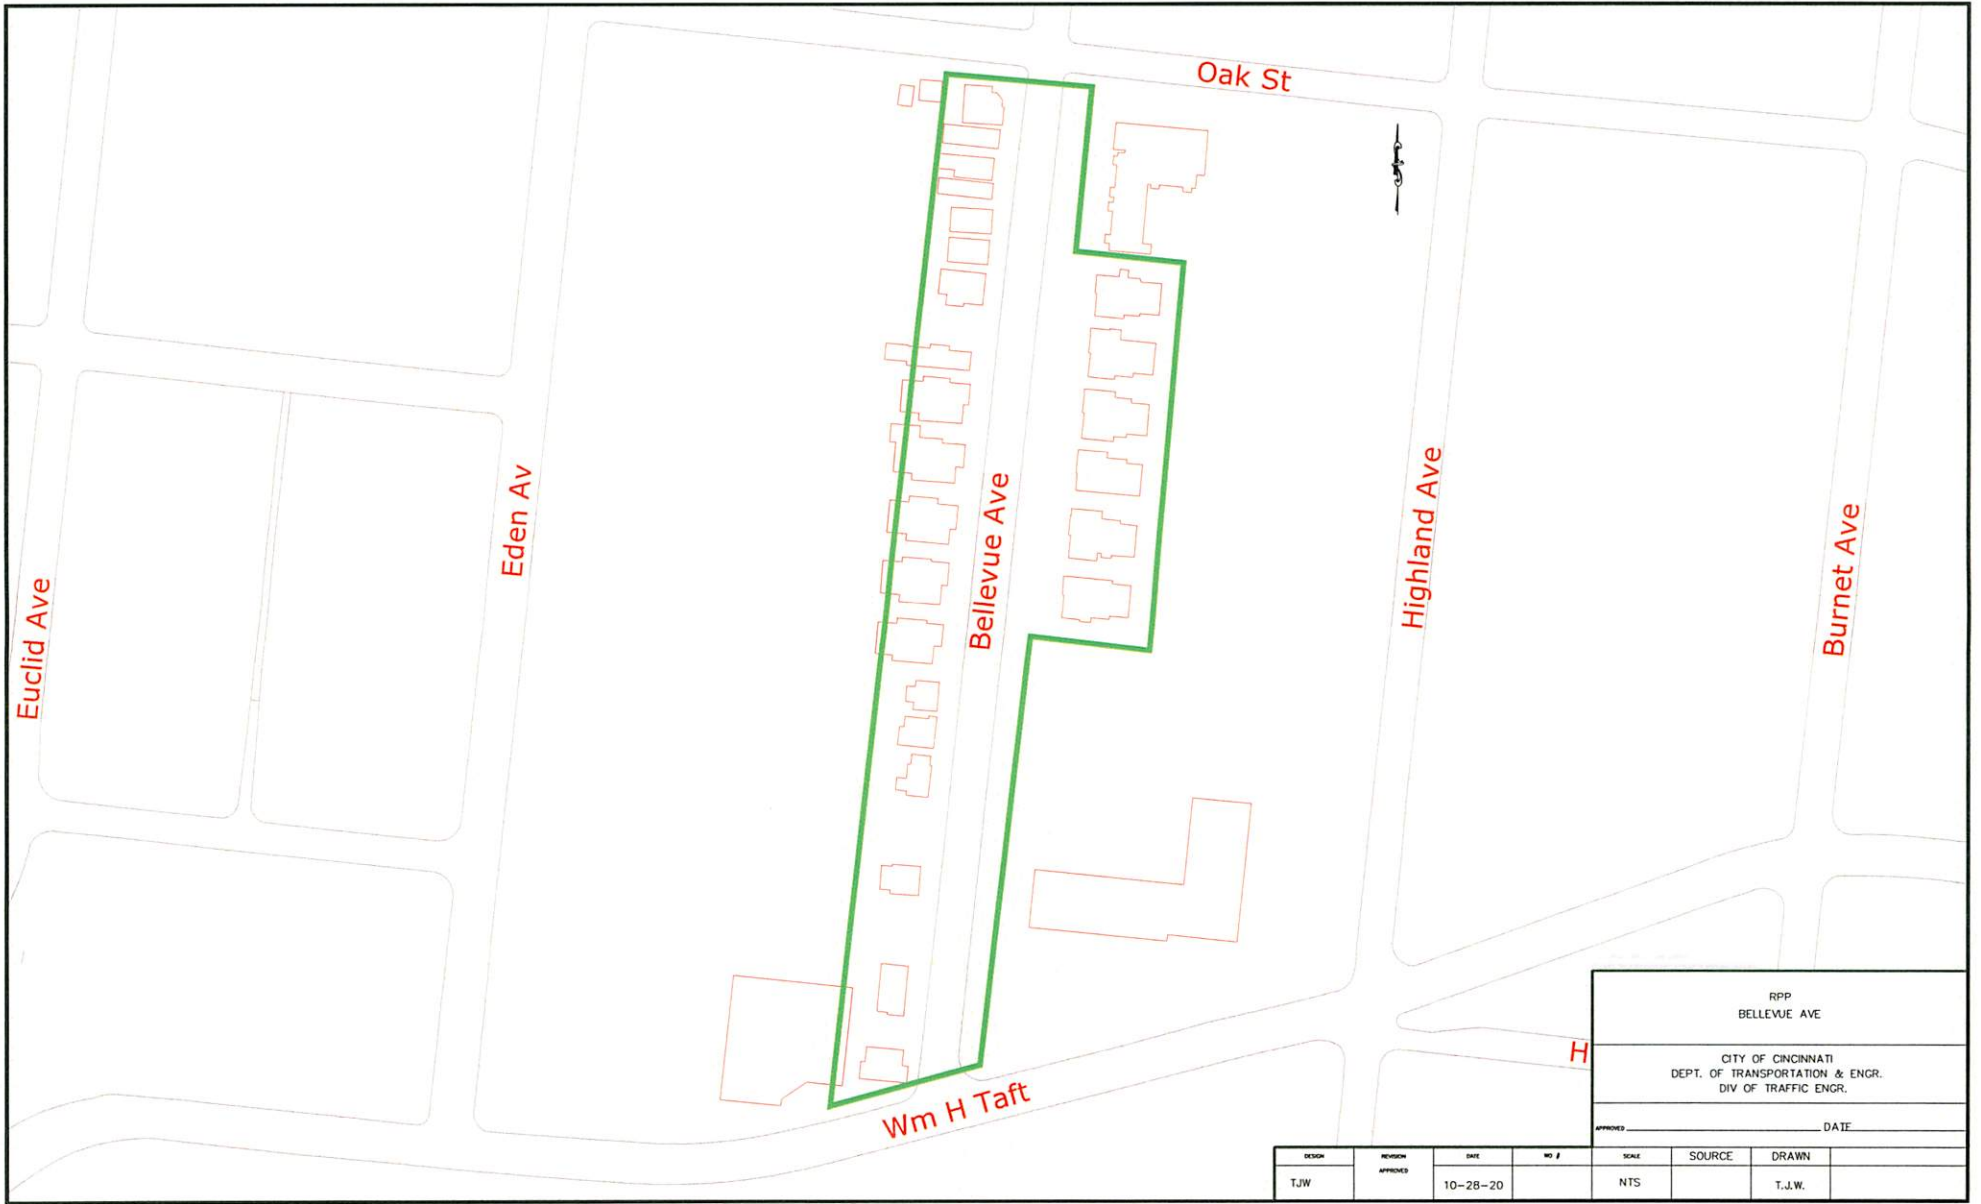 Oak St
Eden Av
Bellevue Ave
Highland Ave
Burnet Ave
Euclid Ave
Wm H Taft
H
RPP
BELLEVUE AVE
CITY OF CINCINNATI
DEPT. OF TRANSPORTATION & ENGR.
DIV OF TRAFFIC ENGR.
APPROVED DATE
DESIGN REVISION APPROVED DATE NO # SCALE SOURCE DRAWN
TJW 10-28-20 NTS T.J.W.